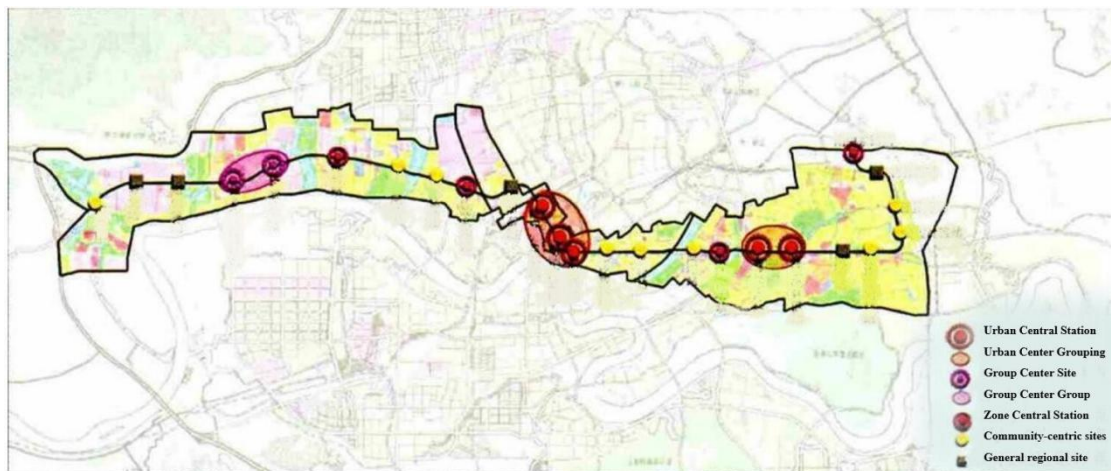 Urban Central Station
Urban Center Grouping
Group Center Site
Group Center Group
Zone Central Station
Community-centric sites
General regional site